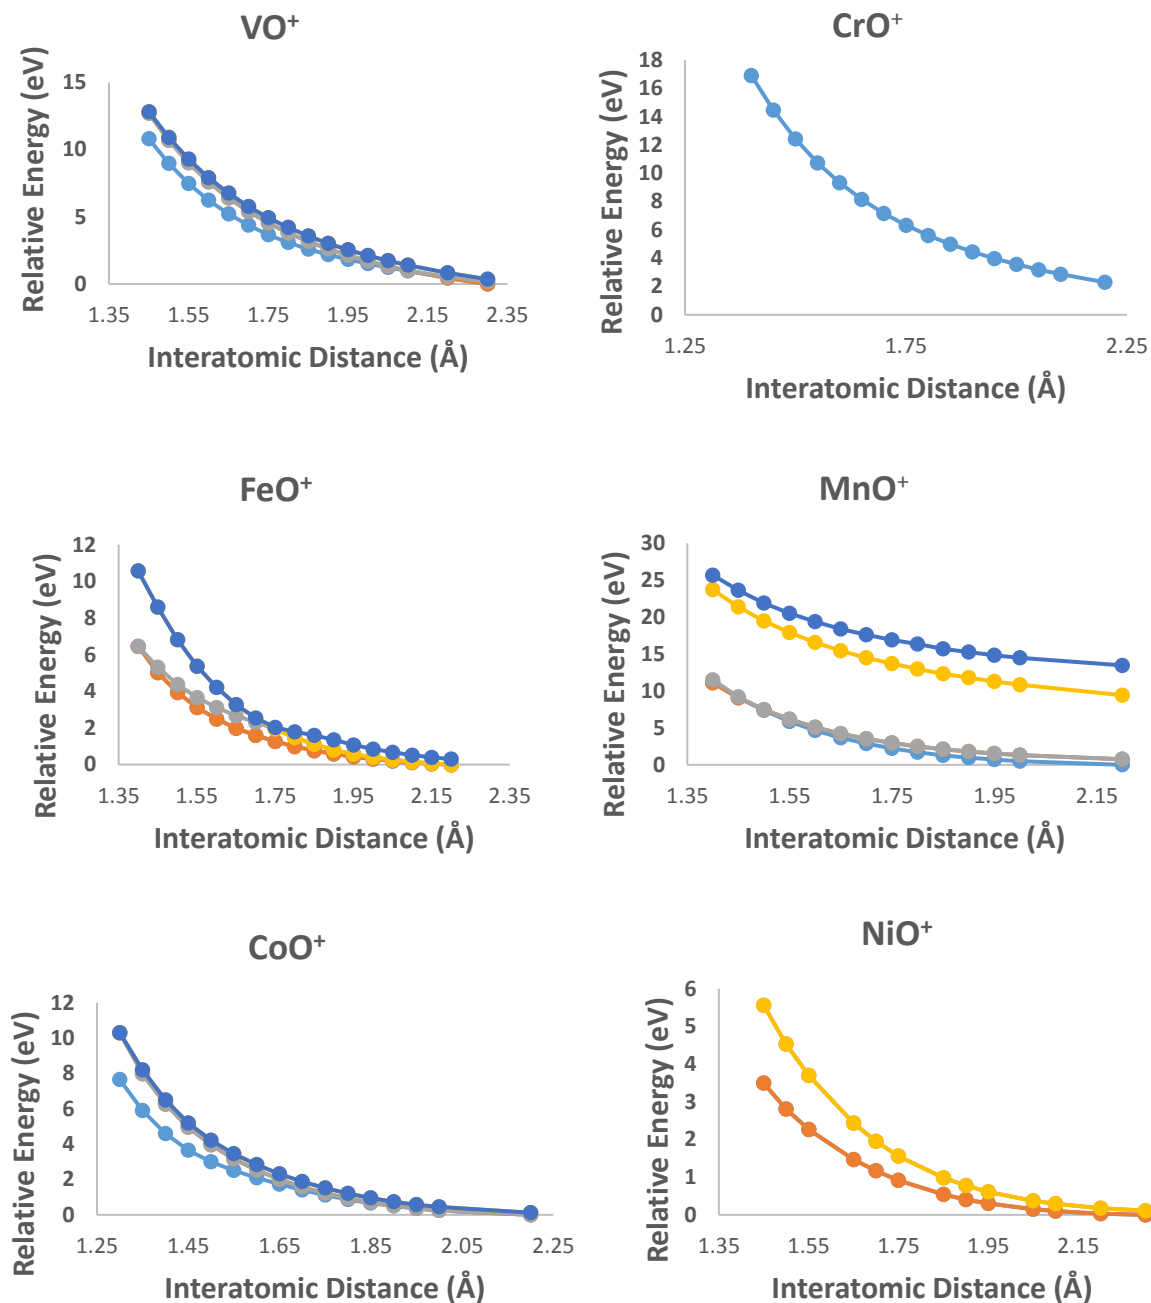 VO⁺
Relative Energy (eV)
15
10
5
0
1.35 1.55 1.75 1.95 2.15 2.35
Interatomic Distance (Å)
CrO⁺
Relative Energy (eV)
18
16
14
12
10
8
6
4
2
0
1.25 1.75 2.25
Interatomic Distance (Å)
FeO⁺
Relative Energy (eV)
12
10
8
6
4
2
0
1.35 1.55 1.75 1.95 2.15 2.35
Interatomic Distance (Å)
MnO⁺
Relative Energy (eV)
30
25
20
15
10
5
0
1.35 1.55 1.75 1.95 2.15
Interatomic Distance (Å)
CoO⁺
Relative Energy (eV)
12
10
8
6
4
2
0
1.25 1.45 1.65 1.85 2.05 2.25
Interatomic Distance (Å)
NiO⁺
Relative Energy (eV)
6
5
4
3
2
1
0
1.35 1.55 1.75 1.95 2.15
Interatomic Distance (Å)